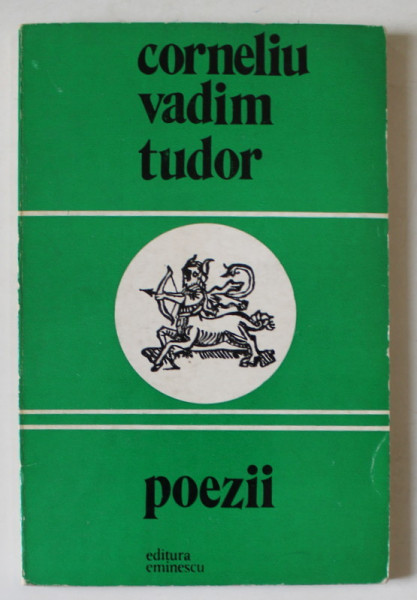 corneliu
vadim
tudor
poezii
editura
eminescu